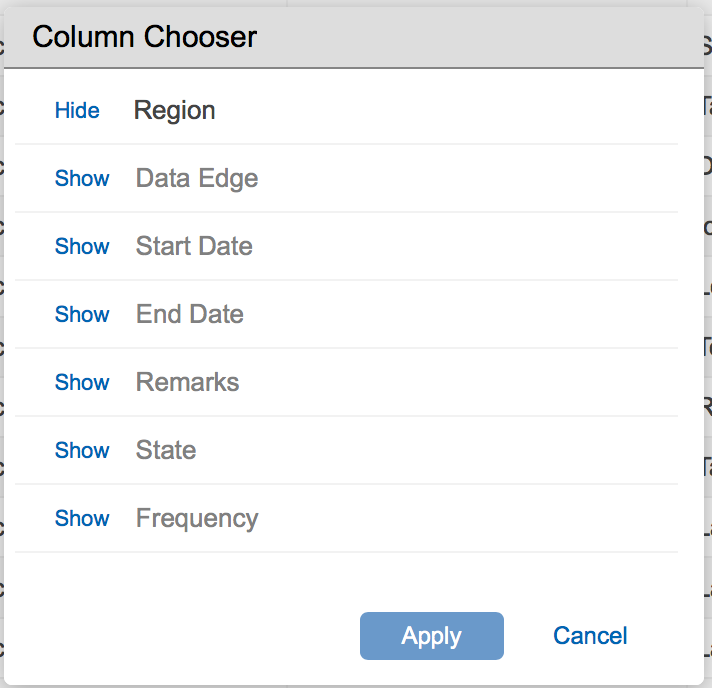 Column Chooser
Hide Region
Show Data Edge
Show Start Date
Show End Date
Show Remarks
Show State
Show Frequency
Apply Cancel